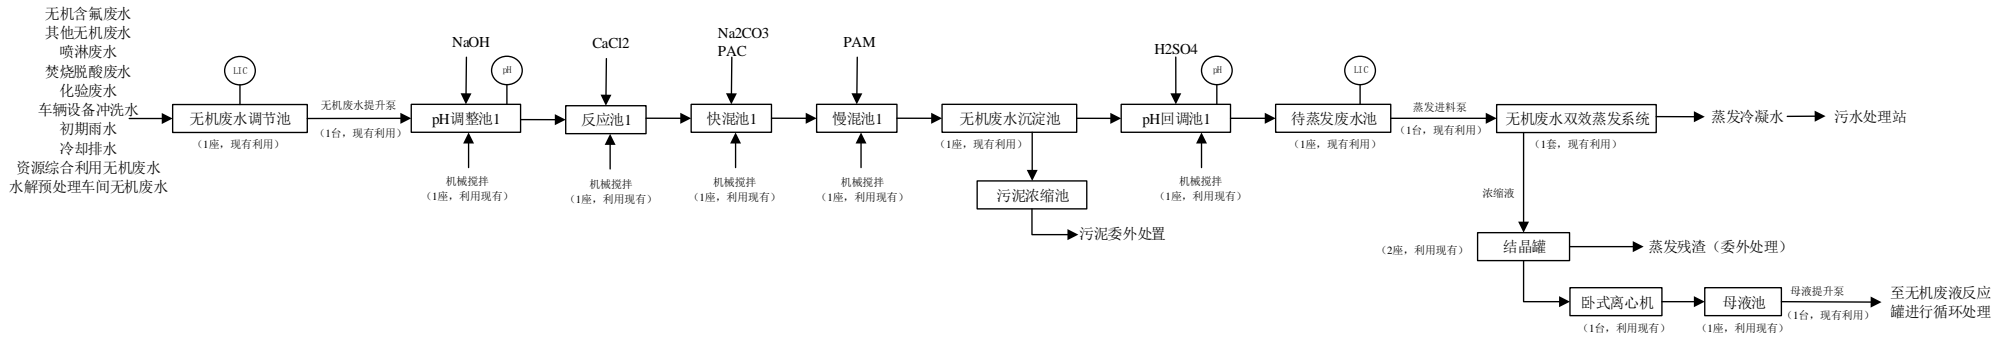 无机含氟废水
其他无机废水
喷淋废水
焚烧脱酸废水
化验废水
车辆设备冲洗水
初期雨水
冷却排水
资源综合利用无机废水
水解预处理车间无机废水
LIC
无机废水调节池
（1座，现有利用）
无机废水提升泵
（1台，现有利用）
NaOH
pH
pH调整池1
机械搅拌
（1座，利用现有）
CaCl2
反应池1
机械搅拌
（1座，利用现有）
Na2CO3
PAC
快混池1
机械搅拌
（1座，利用现有）
PAM
慢混池1
机械搅拌
（1座，利用现有）
无机废水沉淀池
（1座，现有利用）
污泥浓缩池
污泥委外处置
H2SO4
pH
pH回调池1
机械搅拌
（1座，利用现有）
LIC
待蒸发废水池
（1座，现有利用）
蒸发进料泵
（1台，现有利用）
无机废水双效蒸发系统
（1套，现有利用）
蒸发冷凝水
污水处理站
浓缩液
（2座，利用现有）
结晶罐
蒸发残渣（委外处理）
卧式离心机
（1台，利用现有）
母液池
（1座，利用现有）
母液提升泵
（1台，现有利用）
至无机废液反应
罐进行循环处理